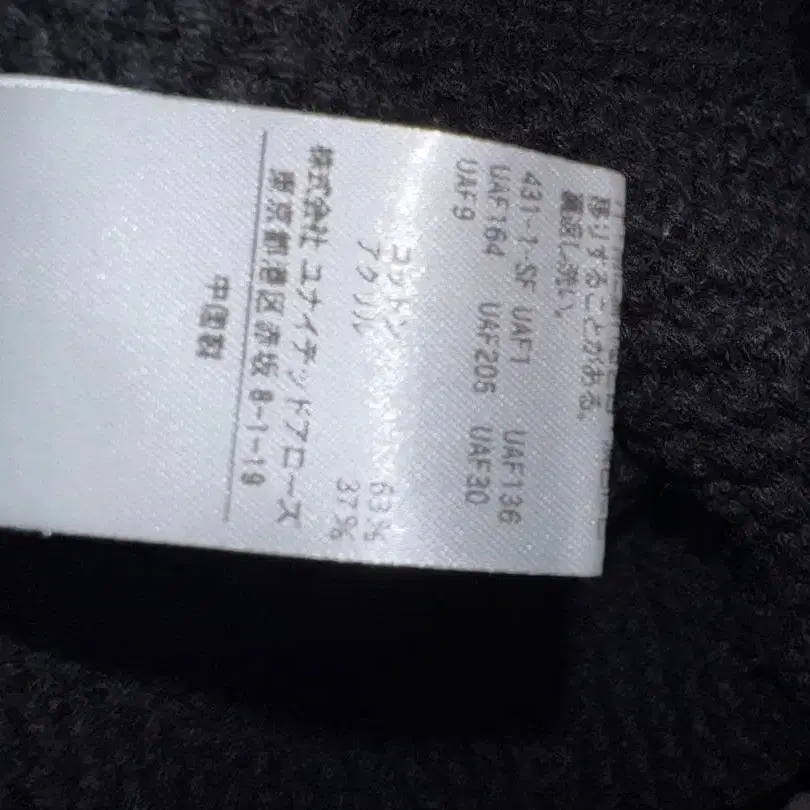 移りすることがある。
裏返し洗い。
431-1-SF UAF1 UAF136
UAF164 UAF205 UAF30
UAF9
コットン 63%
アクリル 37%
株式会社 ユナイテッドアローズ
東京都港区赤坂 8-1-19
中国製